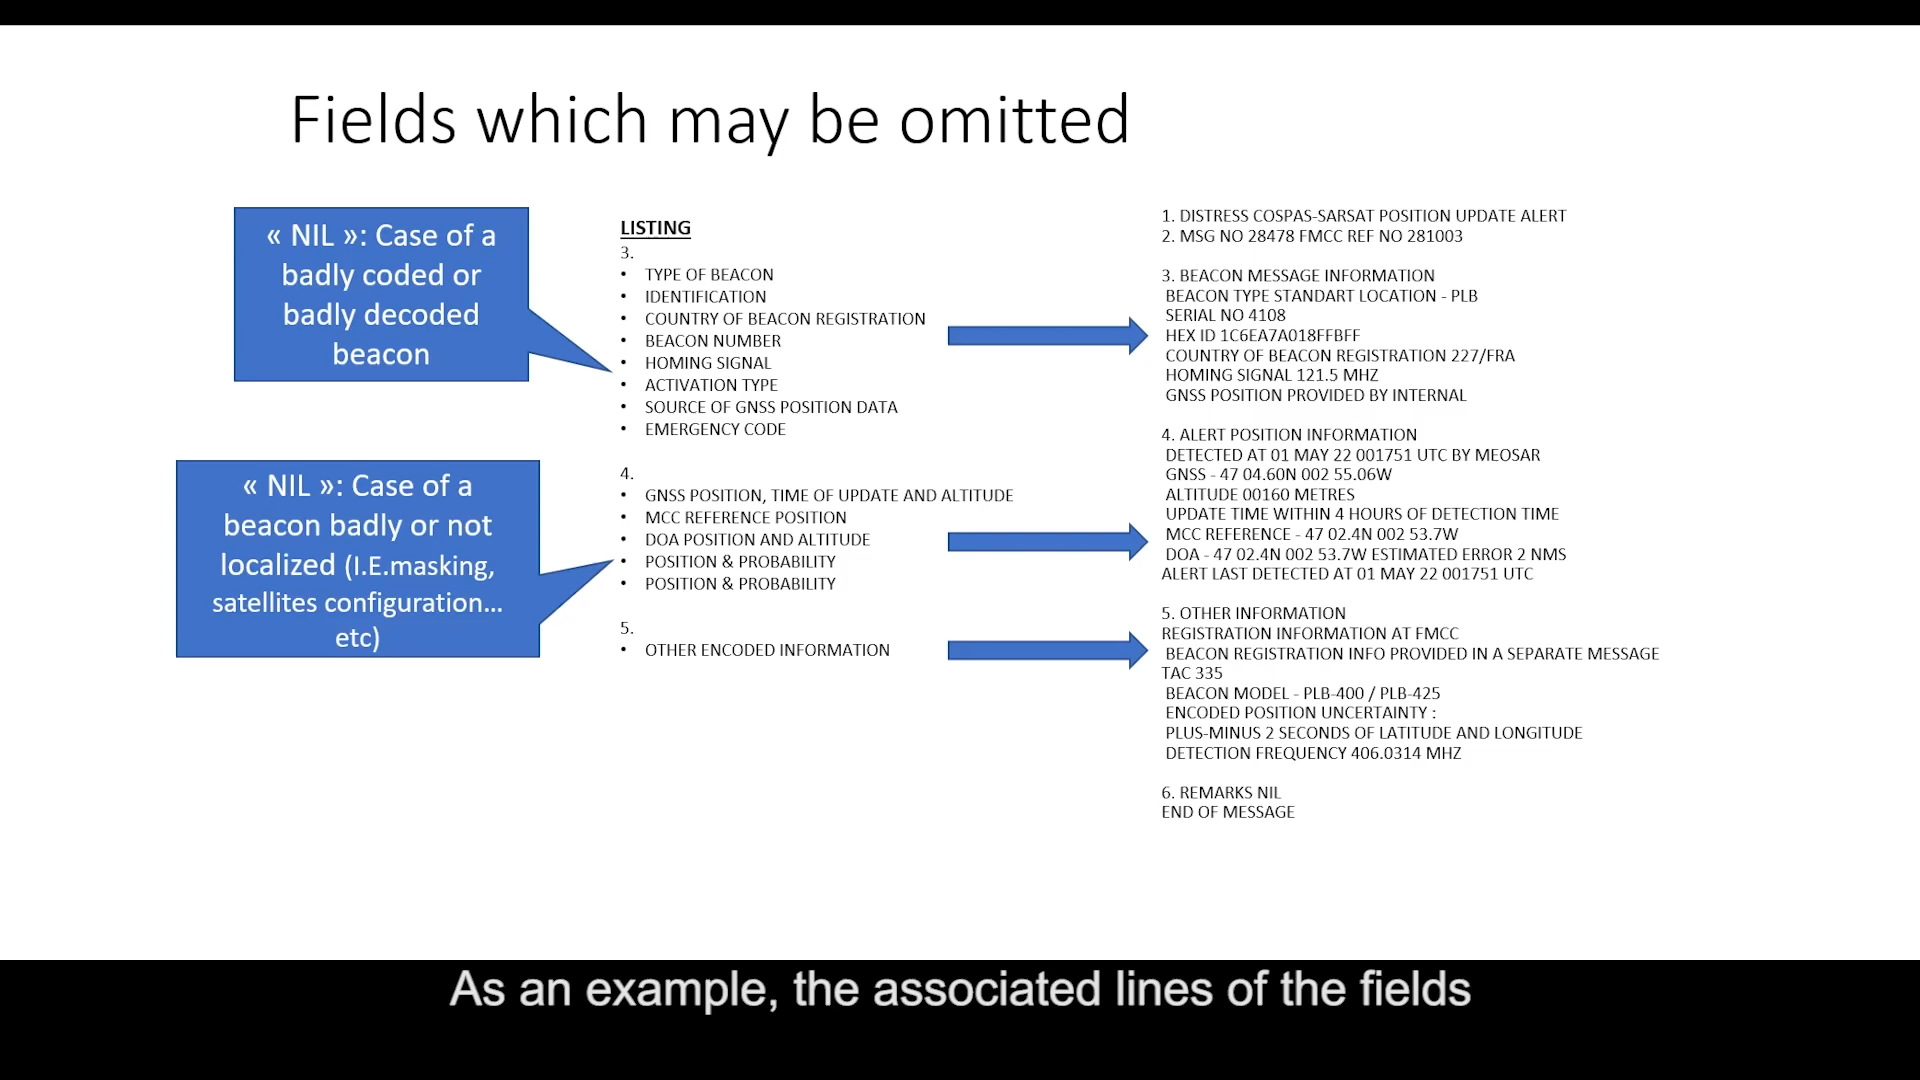 Fields which may be omitted
« NIL »: Case of a
badly coded or
badly decoded
beacon
« NIL »: Case of a
beacon badly or not
localized (I.E.masking,
satellites configuration...
etc)
LISTING
3.
• TYPE OF BEACON
• IDENTIFICATION
• COUNTRY OF BEACON REGISTRATION
• BEACON NUMBER
• HOMING SIGNAL
• ACTIVATION TYPE
• SOURCE OF GNSS POSITION DATA
• EMERGENCY CODE
4.
• GNSS POSITION, TIME OF UPDATE AND ALTITUDE
• MCC REFERENCE POSITION
• DOA POSITION AND ALTITUDE
• POSITION & PROBABILITY
• POSITION & PROBABILITY
5.
• OTHER ENCODED INFORMATION
1. DISTRESS COSPAS-SARSAT POSITION UPDATE ALERT
2. MSG NO 28478 FMCC REF NO 281003
3. BEACON MESSAGE INFORMATION
BEACON TYPE STANDART LOCATION - PLB
SERIAL NO 4108
HEX ID 1C6EA7A018FFBFF
COUNTRY OF BEACON REGISTRATION 227/FRA
HOMING SIGNAL 121.5 MHZ
GNSS POSITION PROVIDED BY INTERNAL
4. ALERT POSITION INFORMATION
DETECTED AT 01 MAY 22 001751 UTC BY MEOSAR
GNSS - 47 04.60N 002 55.06W
ALTITUDE 00160 METRES
UPDATE TIME WITHIN 4 HOURS OF DETECTION TIME
MCC REFERENCE - 47 02.4N 002 53.7W
DOA - 47 02.4N 002 53.7W ESTIMATED ERROR 2 NMS
ALERT LAST DETECTED AT 01 MAY 22 001751 UTC
5. OTHER INFORMATION
REGISTRATION INFORMATION AT FMCC
BEACON REGISTRATION INFO PROVIDED IN A SEPARATE MESSAGE
TAC 335
BEACON MODEL - PLB-400 / PLB-425
ENCODED POSITION UNCERTAINTY :
PLUS-MINUS 2 SECONDS OF LATITUDE AND LONGITUDE
DETECTION FREQUENCY 406.0314 MHZ
6. REMARKS NIL
END OF MESSAGE
As an example, the associated lines of the fields